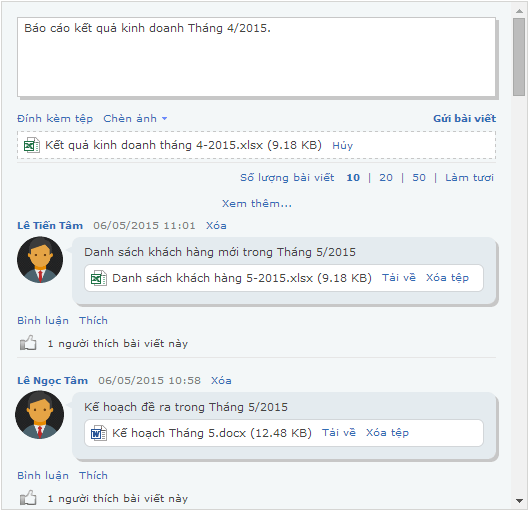 Báo cáo kết quả kinh doanh Tháng 4/2015.
Đính kèm tệp Chèn ảnh Gửi bài viết
Kết quả kinh doanh tháng 4-2015.xlsx (9.18 KB) Hủy
Số lượng bài viết 10 | 20 | 50 | Làm tươi
Xem thêm...
Lê Tiến Tâm 06/05/2015 11:01 Xóa
Danh sách khách hàng mới trong Tháng 5/2015
Danh sách khách hàng 5-2015.xlsx (9.18 KB) Tải về Xóa tệp
Bình luận Thích
1 người thích bài viết này
Lê Ngọc Tâm 06/05/2015 10:58 Xóa
Kế hoạch đề ra trong Tháng 5/2015
Kế hoạch Tháng 5.docx (12.48 KB) Tải về Xóa tệp
Bình luận Thích
1 người thích bài viết này